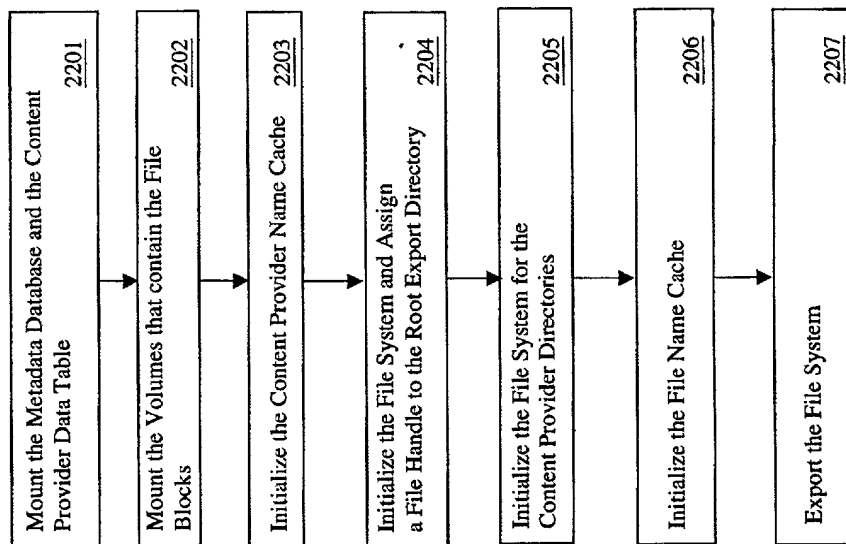 Mount the Metadata Database and the Content
Provider Data Table
2201
Mount the Volumes that contain the File
Blocks
2202
Initialize the Content Provider Name Cache
2203
Initialize the File System and Assign
a File Handle to the Root Export Directory
2204
Initialize the File System for the
Content Provider Directories
2205
Initialize the File Name Cache
2206
Export the File System
2207